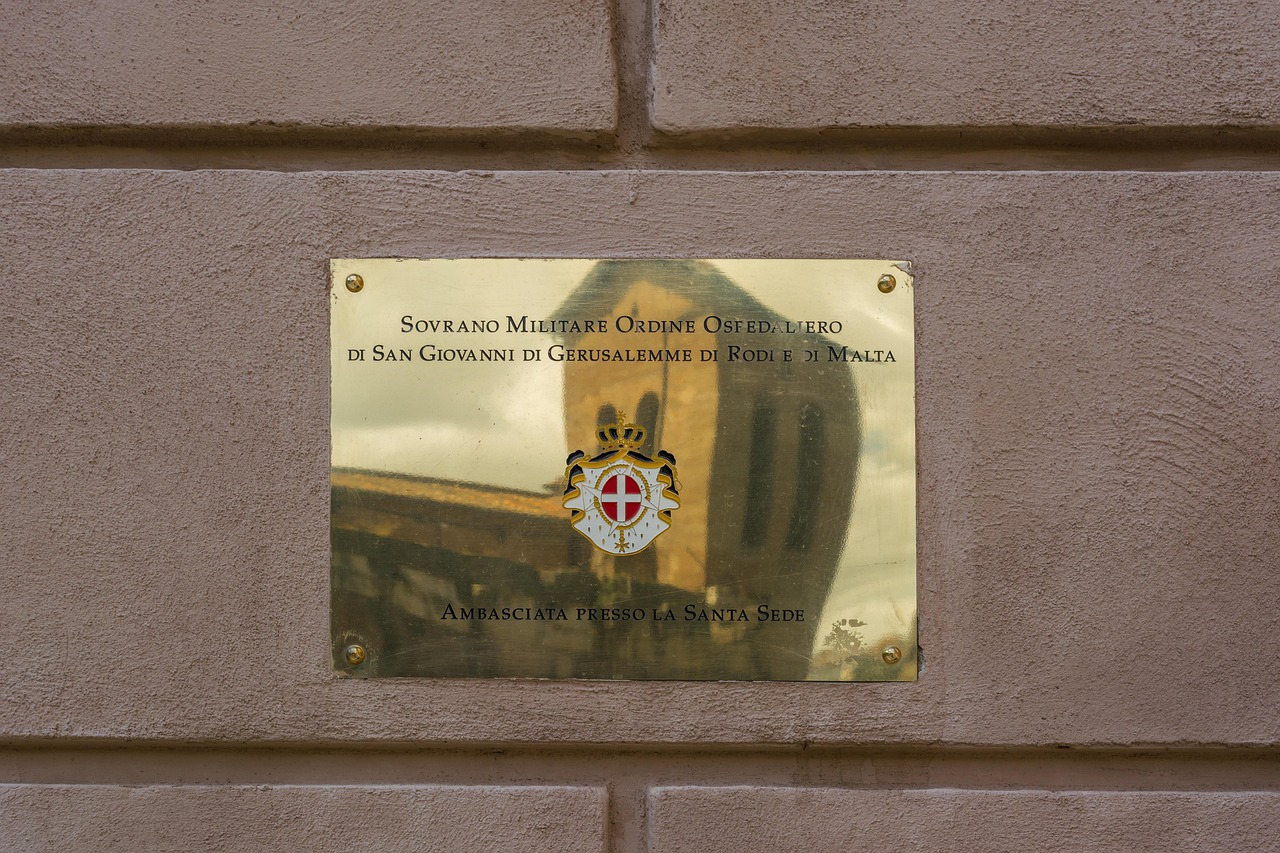 Sovrano Militare Ordine Ospedaliero
di San Giovanni di Gerusalemme di Rodi e di Malta
Ambasciata presso la Santa Sede